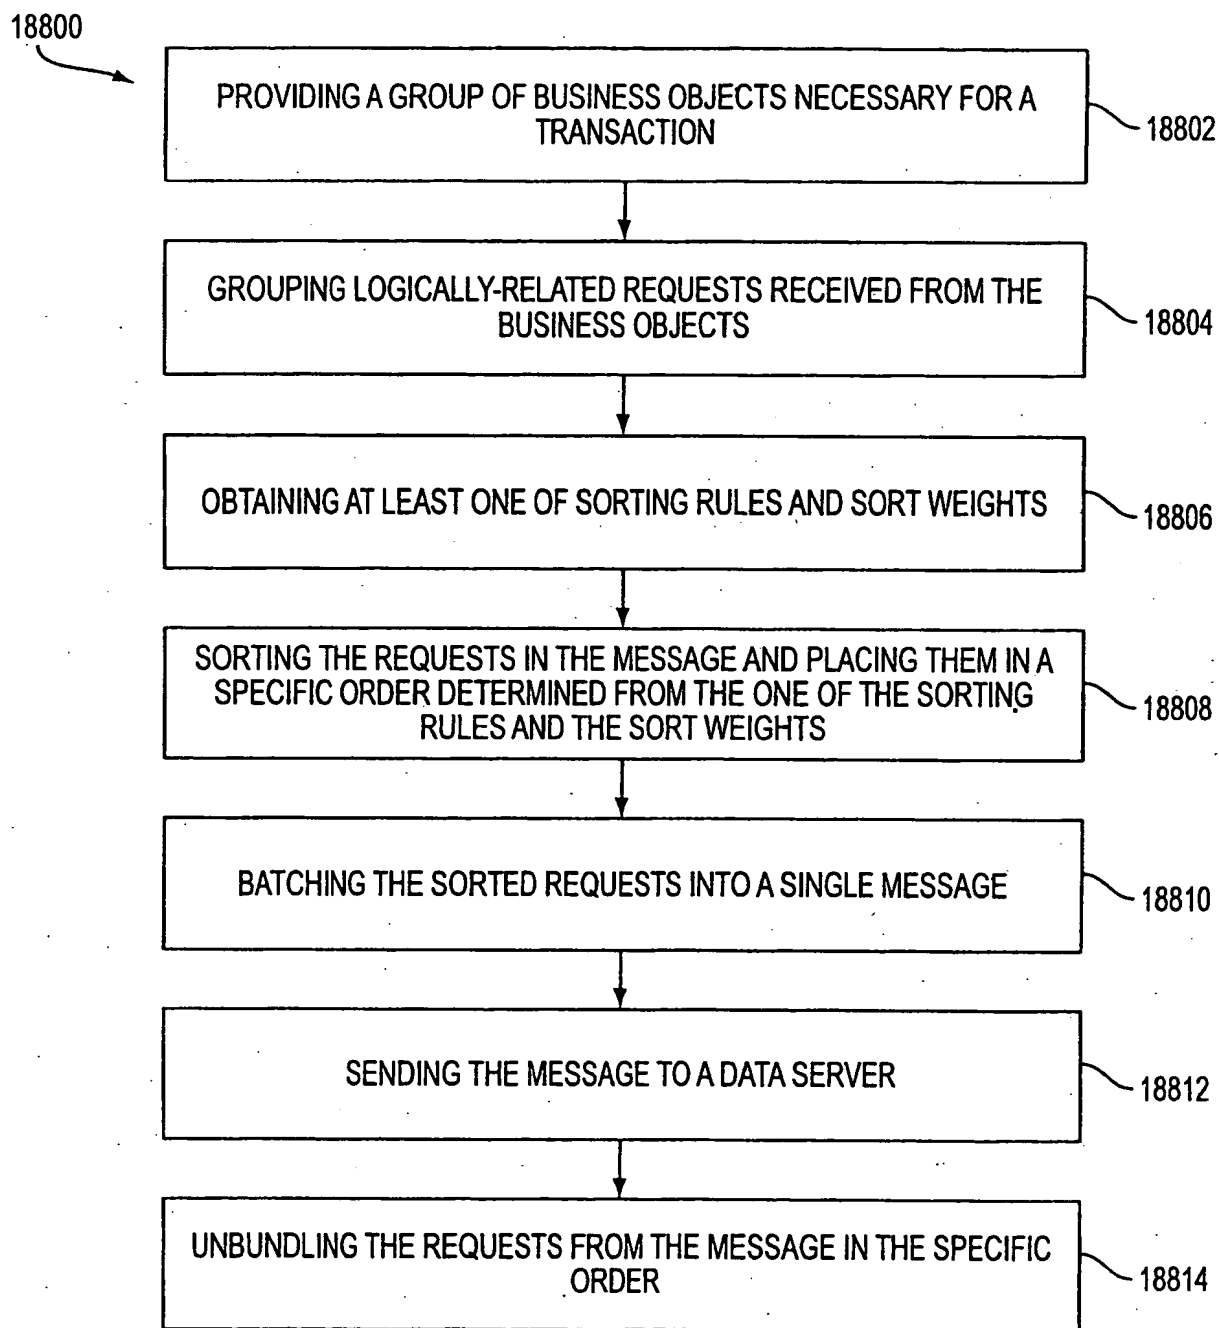 18800
PROVIDING A GROUP OF BUSINESS OBJECTS NECESSARY FOR A
TRANSACTION
18802
GROUPING LOGICALLY-RELATED REQUESTS RECEIVED FROM THE
BUSINESS OBJECTS
18804
OBTAINING AT LEAST ONE OF SORTING RULES AND SORT WEIGHTS
18806
SORTING THE REQUESTS IN THE MESSAGE AND PLACING THEM IN A
SPECIFIC ORDER DETERMINED FROM THE ONE OF THE SORTING
RULES AND THE SORT WEIGHTS
18808
BATCHING THE SORTED REQUESTS INTO A SINGLE MESSAGE
18810
SENDING THE MESSAGE TO A DATA SERVER
18812
UNBUNDLING THE REQUESTS FROM THE MESSAGE IN THE SPECIFIC
ORDER
18814